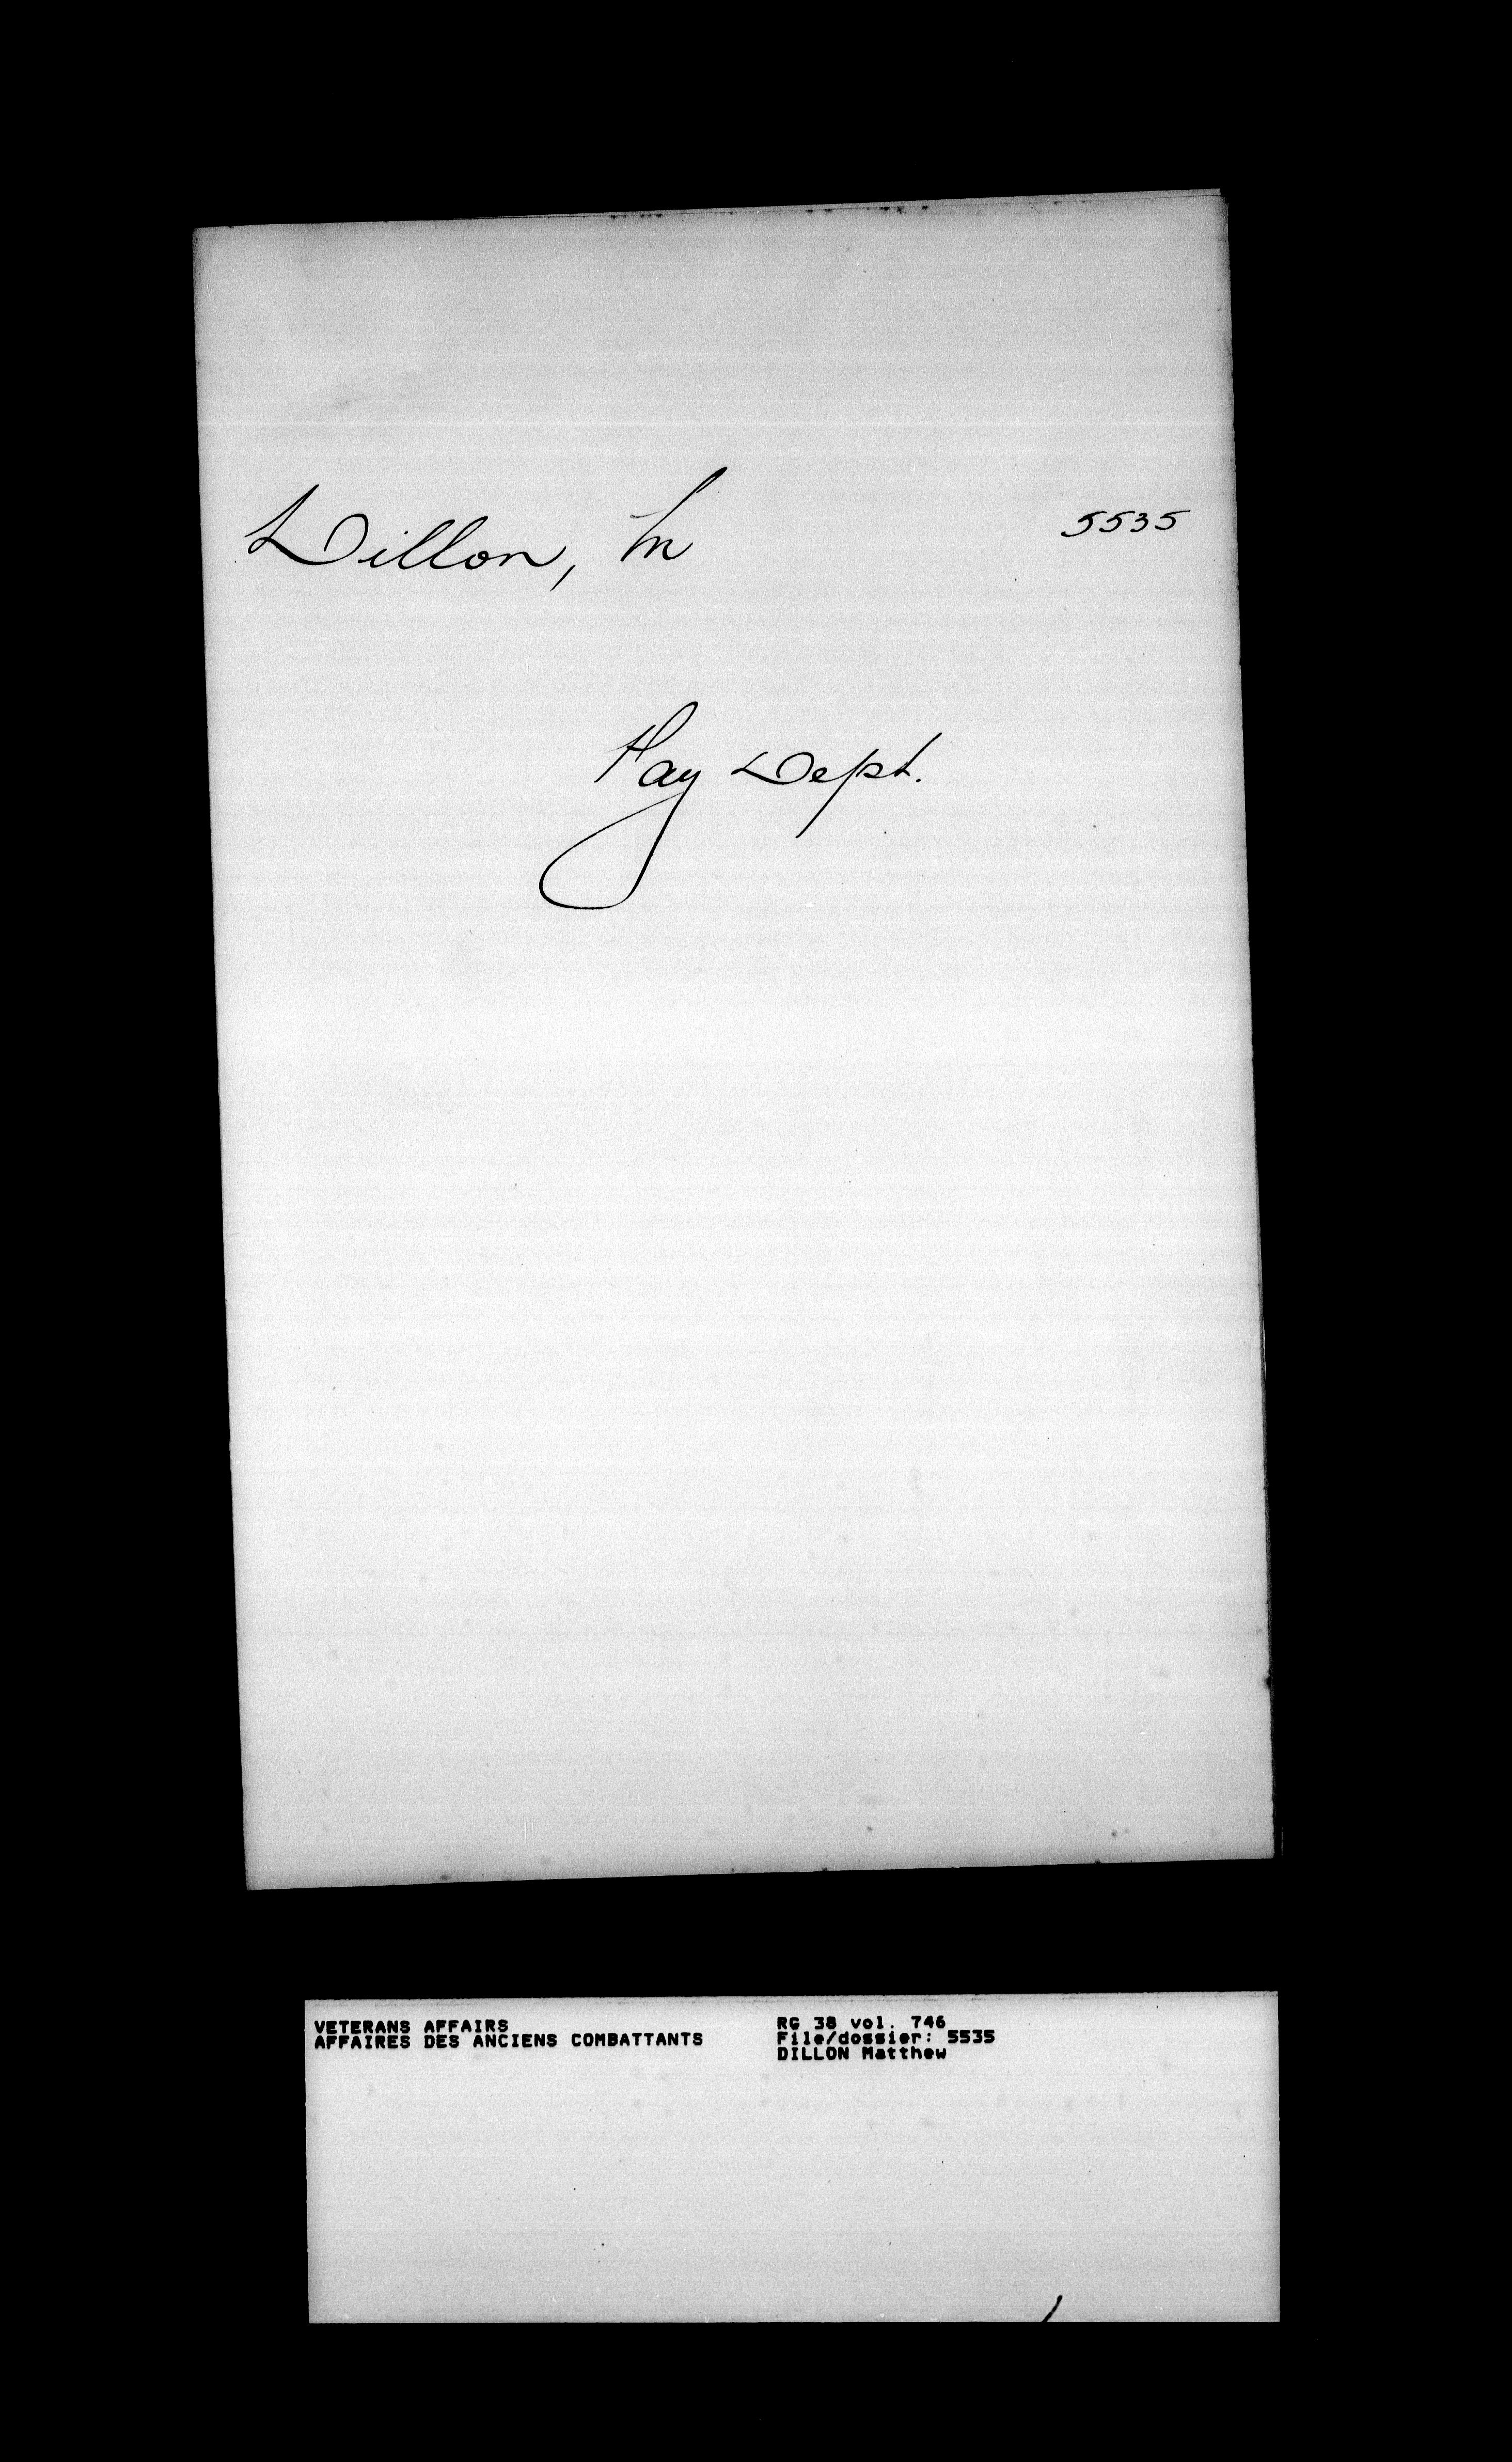 Dillon, M 5535
Pay Dept.
VETERANS AFFAIRS
AFFAIRES DES ANCIENS COMBATTANTS
RG 38 vol. 746
File/dossier: 5535
DILLON Matthew